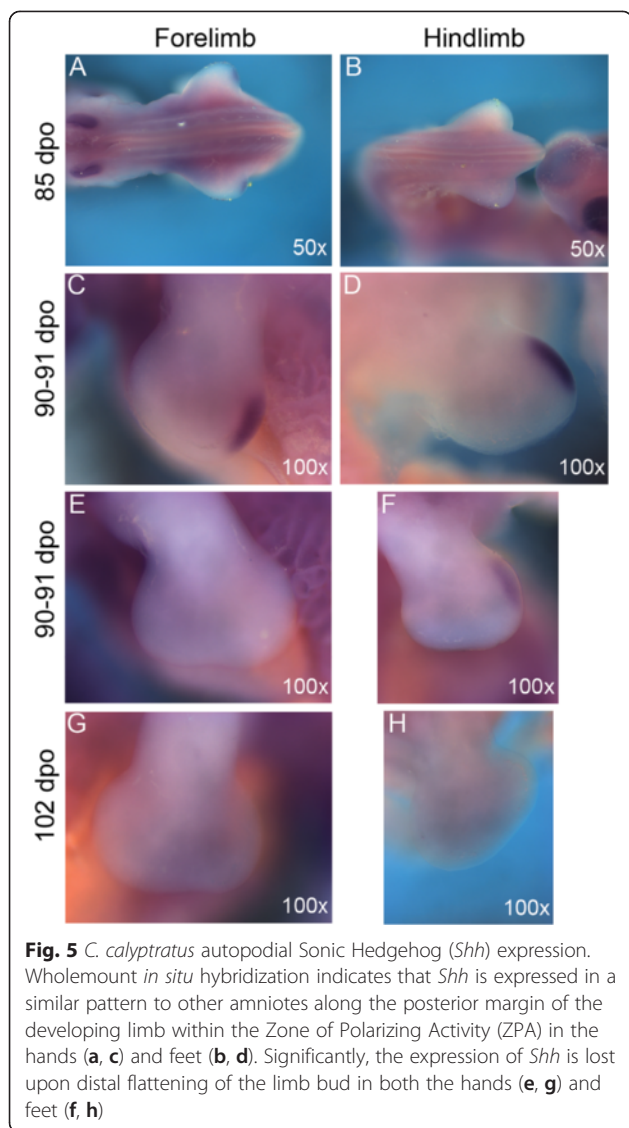 Forelimb Hindlimb
A B
85 dpo
50x 50x
C D
90-91 dpo
100x 100x
E F
90-91 dpo
100x 100x
G H
102 dpo
100x 100x
Fig. 5 C. calyptratus autopodial Sonic Hedgehog (Shh) expression.
Wholemount in situ hybridization indicates that Shh is expressed in a
similar pattern to other amniotes along the posterior margin of the
developing limb within the Zone of Polarizing Activity (ZPA) in the
hands (a, c) and feet (b, d). Significantly, the expression of Shh is lost
upon distal flattening of the limb bud in both the hands (e, g) and
feet (f, h)